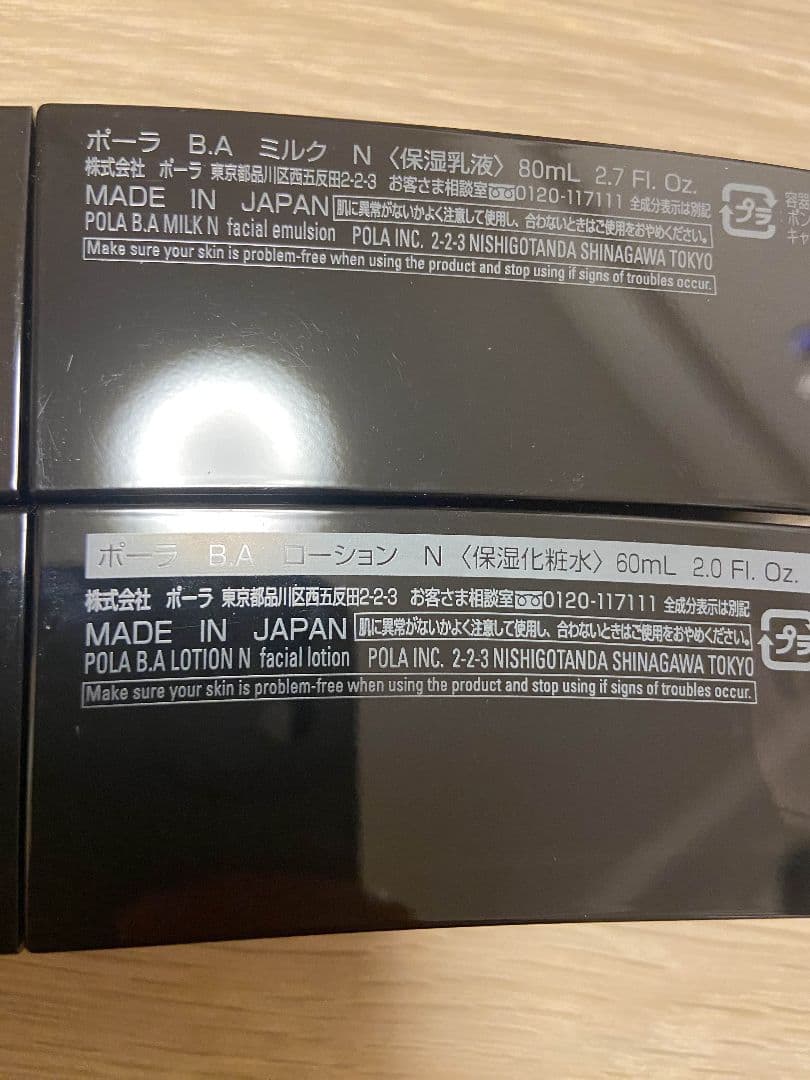 ポーラ B.A ミルク N 〈保湿乳液〉 80mL 2.7 Fl. Oz.
株式会社 ポーラ 東京都品川区西五反田2-2-3 お客さま相談室 0120-117111 全成分表示は別記
MADE IN JAPAN 肌に異常がないかよく注意して使用し、合わないときはご使用をおやめください。
POLA B.A MILK N facial emulsion POLA INC. 2-2-3 NISHIGOTANDA SHINAGAWA TOKYO
Make sure your skin is problem-free when using the product and stop using if signs of troubles occur.
プラ
ポーラ B.A ローション N 〈保湿化粧水〉 60mL 2.0 Fl. Oz.
株式会社 ポーラ 東京都品川区西五反田2-2-3 お客さま相談室 0120-117111 全成分表示は別記
MADE IN JAPAN 肌に異常がないかよく注意して使用し、合わないときはご使用をおやめください。
POLA B.A LOTION N facial lotion POLA INC. 2-2-3 NISHIGOTANDA SHINAGAWA TOKYO
Make sure your skin is problem-free when using the product and stop using if signs of troubles occur.
プラ